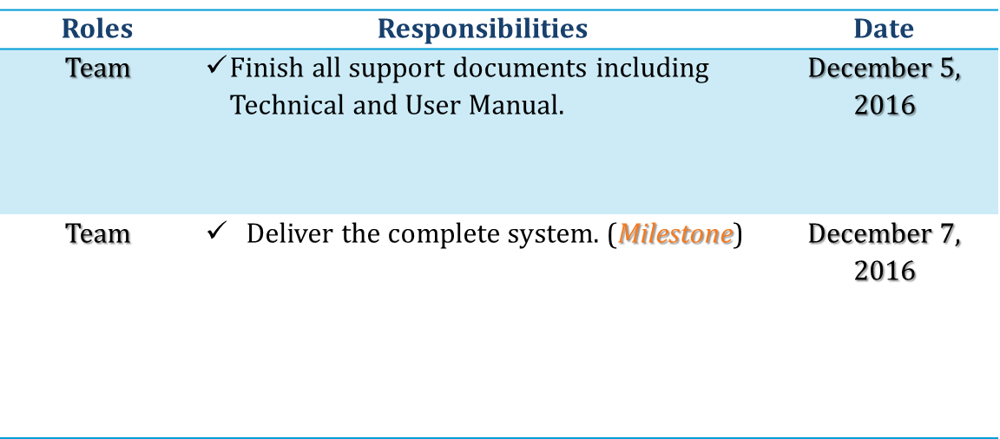 Roles Responsibilities Date
Team ✓ Finish all support documents including December 5,
Technical and User Manual. 2016
Team ✓ Deliver the complete system. (Milestone) December 7,
2016